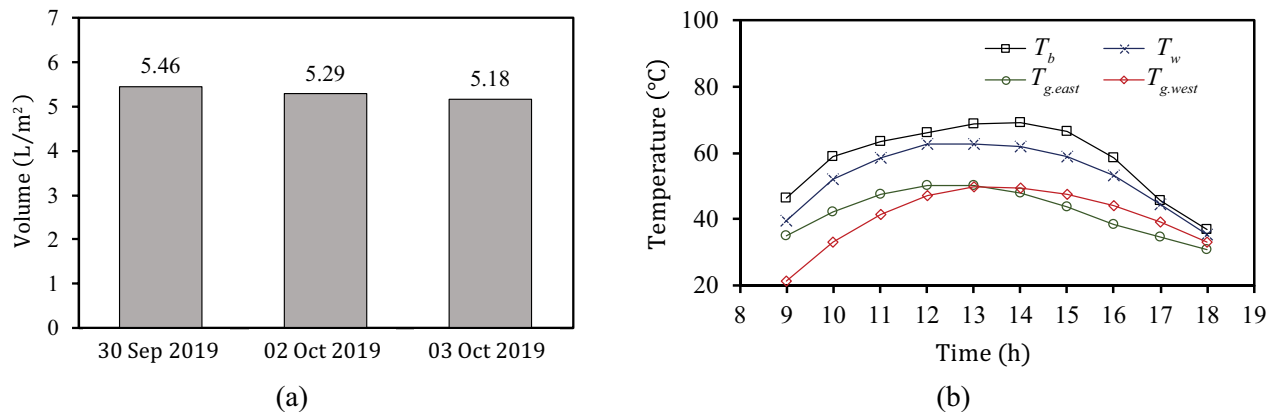 7
6
5
4
3
2
1
0
Volume (L/m²)
5.46
5.29
5.18
30 Sep 2019
02 Oct 2019
03 Oct 2019
(a)
100
80
60
40
20
Temperature (°C)
T_b
T_w
T_g.east
T_g.west
8 9 10 11 12 13 14 15 16 17 18 19
Time (h)
(b)